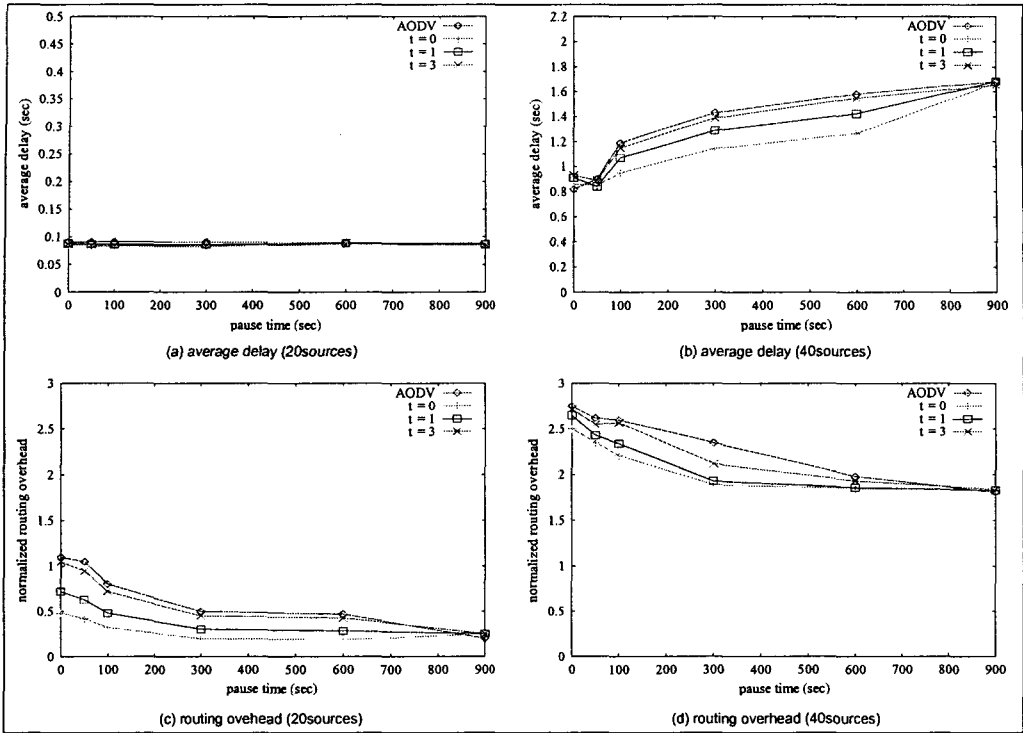 0.5
0.45
0.4
0.35
0.3
0.25
0.2
0.15
0.1
0.05
0
average delay (sec)
AODV
t = 0
t = 1
t = 3
0 100 200 300 400 500 600 700 800 900
pause time (sec)
(a) average delay (20sources)
2.2
2
1.8
1.6
1.4
1.2
1
0.8
0.6
0.4
0.2
0
average delay (sec)
AODV
t = 0
t = 1
t = 3
0 100 200 300 400 500 600 700 800 900
pause time (sec)
(b) average delay (40sources)
3
2.5
2
1.5
1
0.5
0
normalized routing overhead
AODV
t = 0
t = 1
t = 3
0 100 200 300 400 500 600 700 800 900
pause time (sec)
(c) routing ovehead (20sources)
3
2.5
2
1.5
1
0.5
0
normalized routing overhead
AODV
t = 0
t = 1
t = 3
0 100 200 300 400 500 600 700 800 900
pause time (sec)
(d) routing overhead (40sources)